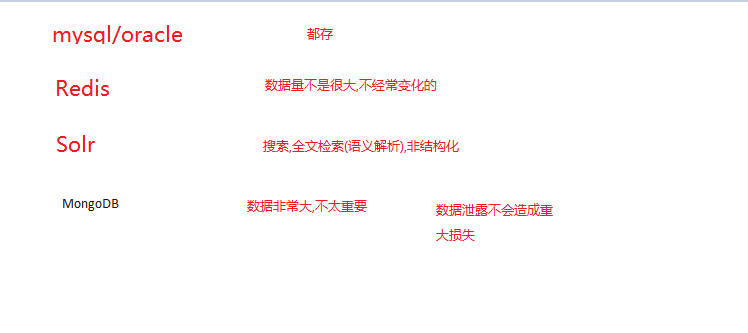 mysql/oracle 都存
Redis 数据量不是很大,不经常变化的
Solr 搜索,全文检索(语义解析),非结构化
MongoDB 数据非常大,不太重要 数据泄露不会造成重
大损失